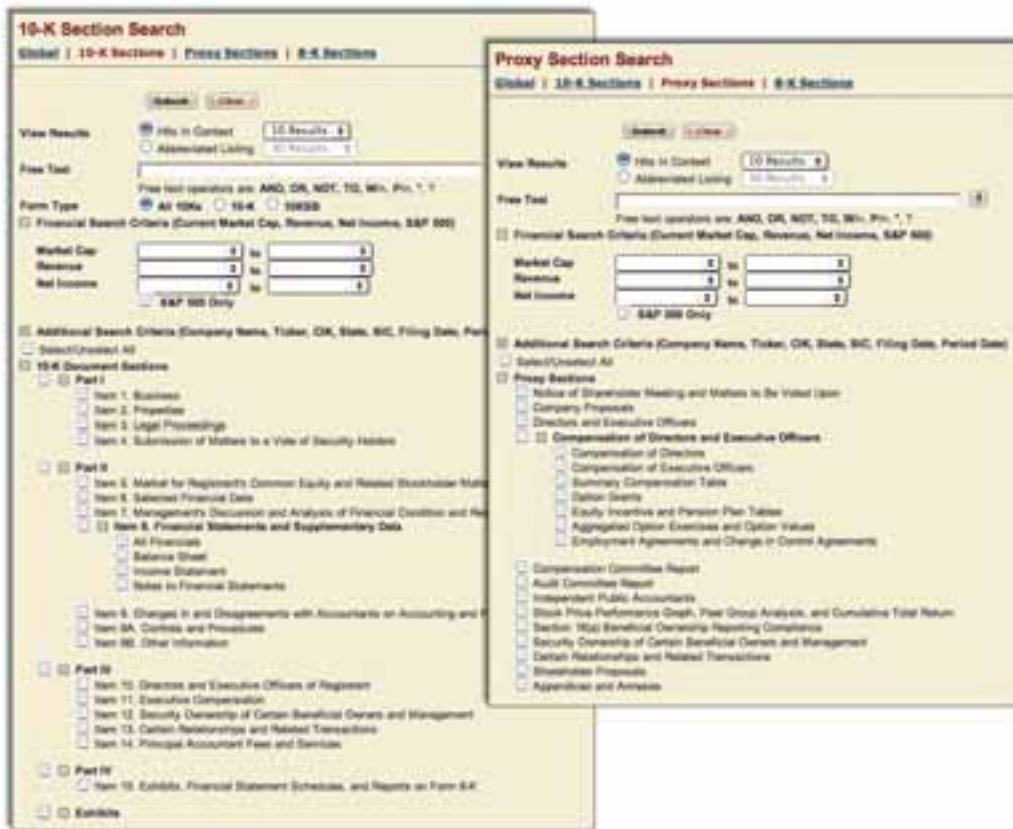 10-K Section Search
Global | 10-K Sections | Proxy Sections | 8-K Sections
Submit Clear
View Results
Hits in Context 10 Results
Abbreviated Listing 50 Results
Free Text
Free text operators are: AND, OR, NOT, TO, W/n, P/n, *, ?
Form Type All 10Ks 10-K 10KSB
Financial Search Criteria (Current Market Cap, Revenue, Net Income, S&P 500)
Market Cap to
Revenue to
Net Income to
S&P 500 Only
Additional Search Criteria (Company Name, Ticker, CIK, State, SIC, Filing Date,
Select/Unselect All
10-K Document Sections
Part I
Item 1. Business
Item 2. Properties
Item 3. Legal Proceedings
Item 4. Submission of Matters to a Vote of Security Holders
Part II
Item 5. Market for Registrant's Common Equity and Related Stockholder
Item 6. Selected Financial Data
Item 7. Management's Discussion and Analysis of Financial Condition and
Item 8. Financial Statements and Supplementary Data
All Financials
Balance Sheet
Income Statement
Notes to Financial Statements
Item 9. Changes in and Disagreements with Accountants on Accounting and
Item 9A. Controls and Procedures
Item 9B. Other Information
Part III
Item 10. Directors and Executive Officers of Registrant
Item 11. Executive Compensation
Item 12. Security Ownership of Certain Beneficial Owners and Management
Item 13. Certain Relationships and Related Transactions
Item 14. Principal Accountant Fees and Services
Part IV
Item 15. Exhibits, Financial Statement Schedules, and Reports on Form 8-K
Exhibits
Proxy Section Search
Global | 10-K Sections | Proxy Sections | 8-K Sections
Submit Clear
View Results
Hits in Context 10 Results
Abbreviated Listing 50 Results
Free Text
Free text operators are: AND, OR, NOT, TO, W/n, P/n, *, ?
Financial Search Criteria (Current Market Cap, Revenue, Net Income, S&P 500)
Market Cap to
Revenue to
Net Income to
S&P 500 Only
Additional Search Criteria (Company Name, Ticker, CIK, State, SIC, Filing Date, Period Date)
Select/Unselect All
Proxy Sections
Notice of Shareholder Meeting and Matters to Be Voted Upon
Company Proposals
Directors and Executive Officers
Compensation of Directors and Executive Officers
Compensation of Directors
Compensation of Executive Officers
Summary Compensation Table
Option Grants
Equity Incentive and Pension Plan Tables
Aggregated Option Exercises and Option Values
Employment Agreements and Change in Control Agreements
Compensation Committee Report
Audit Committee Report
Independent Public Accountants
Stock Price Performance Graph, Peer Group Analysis, and Cumulative Total Return
Section 16(a) Beneficial Ownership Reporting Compliance
Security Ownership of Certain Beneficial Owners and Management
Certain Relationships and Related Transactions
Shareholder Proposals
Appendices and Annexes